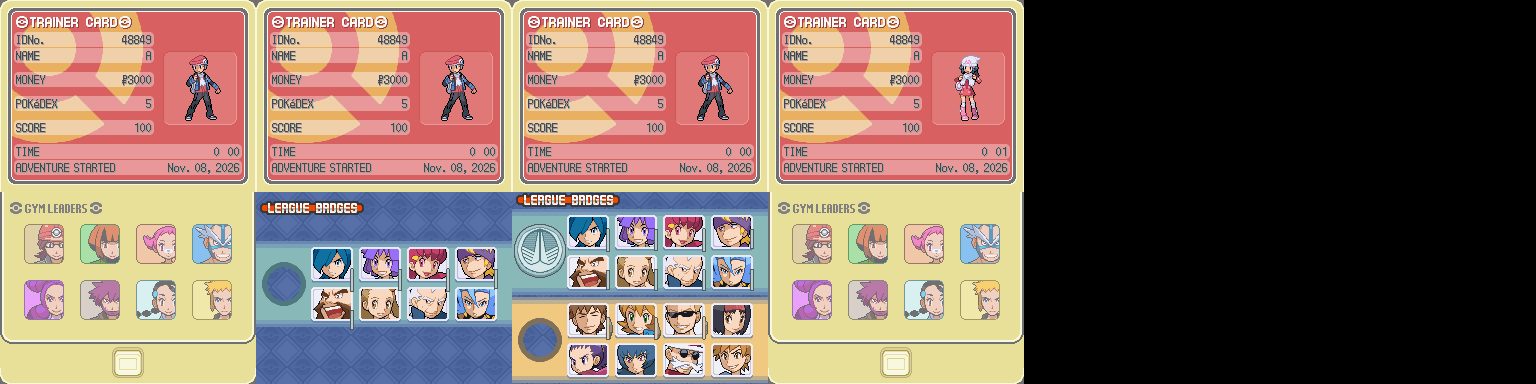 TRAINER CARD
IDNo. 48849
NAME A
MONEY ₽3000
POKéDEX 5
SCORE 100
TIME 0 00
ADVENTURE STARTED Nov. 08, 2026
GYM LEADERS
TRAINER CARD
IDNo. 48849
NAME A
MONEY ₽3000
POKéDEX 5
SCORE 100
TIME 0 00
ADVENTURE STARTED Nov. 08, 2026
LEAGUE BADGES
TRAINER CARD
IDNo. 48849
NAME A
MONEY ₽3000
POKéDEX 5
SCORE 100
TIME 0 00
ADVENTURE STARTED Nov. 08, 2026
LEAGUE BADGES
TRAINER CARD
IDNo. 48849
NAME A
MONEY ₽3000
POKéDEX 5
SCORE 100
TIME 0 01
ADVENTURE STARTED Nov. 08, 2026
GYM LEADERS